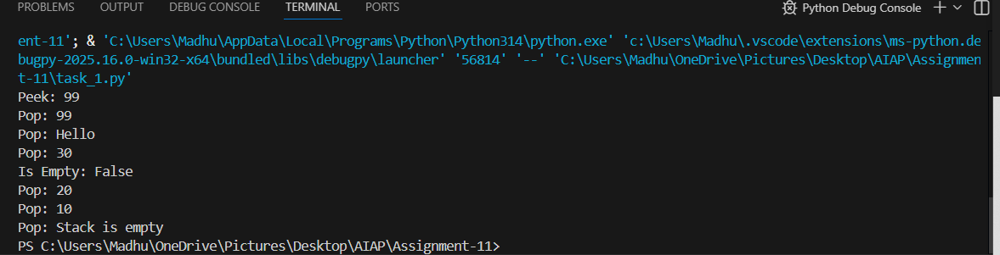 PROBLEMS OUTPUT DEBUG CONSOLE TERMINAL PORTS Python Debug Console
ent-11'; & 'C:\Users\Madhu\AppData\Local\Programs\Python\Python314\python.exe' 'c:\Users\Madhu\.vscode\extensions\ms-python.de
bugpy-2025.16.0-win32-x64\bundled\libs\debugpy\launcher' '56814' '--' 'C:\Users\Madhu\OneDrive\Pictures\Desktop\AIAP\Assignmen
t-11\task_1.py'
Peek: 99
Pop: 99
Pop: Hello
Pop: 30
Is Empty: False
Pop: 20
Pop: 10
Pop: Stack is empty
PS C:\Users\Madhu\OneDrive\Pictures\Desktop\AIAP\Assignment-11>